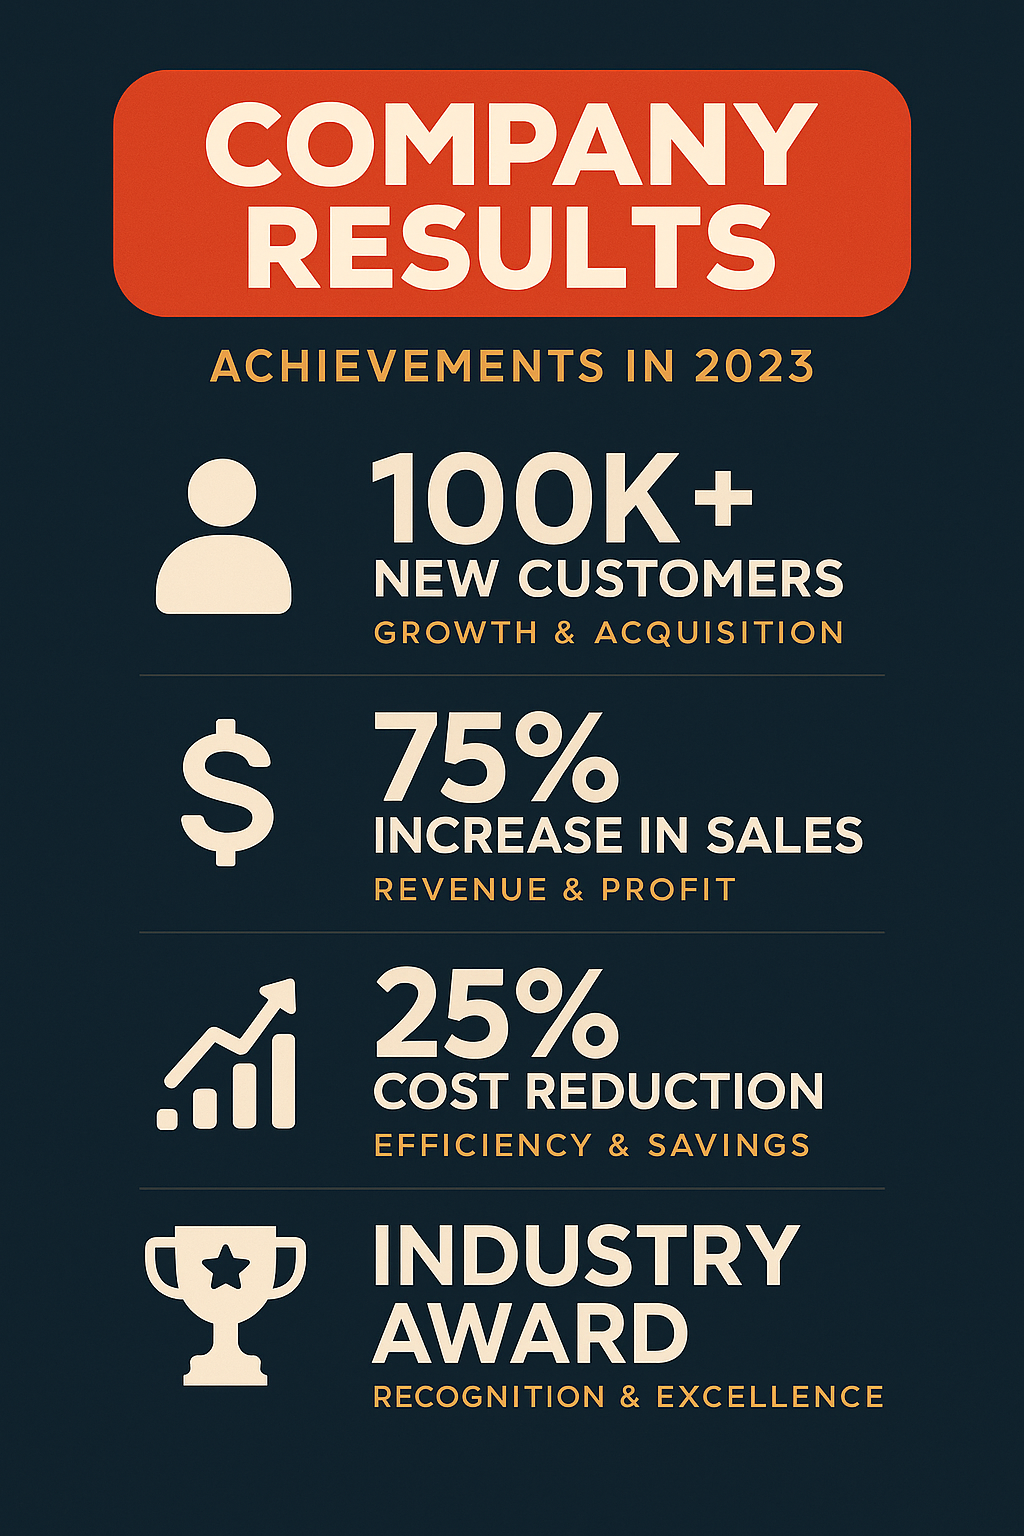 COMPANY
RESULTS
ACHIEVEMENTS IN 2023
100K+
NEW CUSTOMERS
GROWTH & ACQUISITION
$
75%
INCREASE IN SALES
REVENUE & PROFIT
25%
COST REDUCTION
EFFICIENCY & SAVINGS
INDUSTRY
AWARD
RECOGNITION & EXCELLENCE